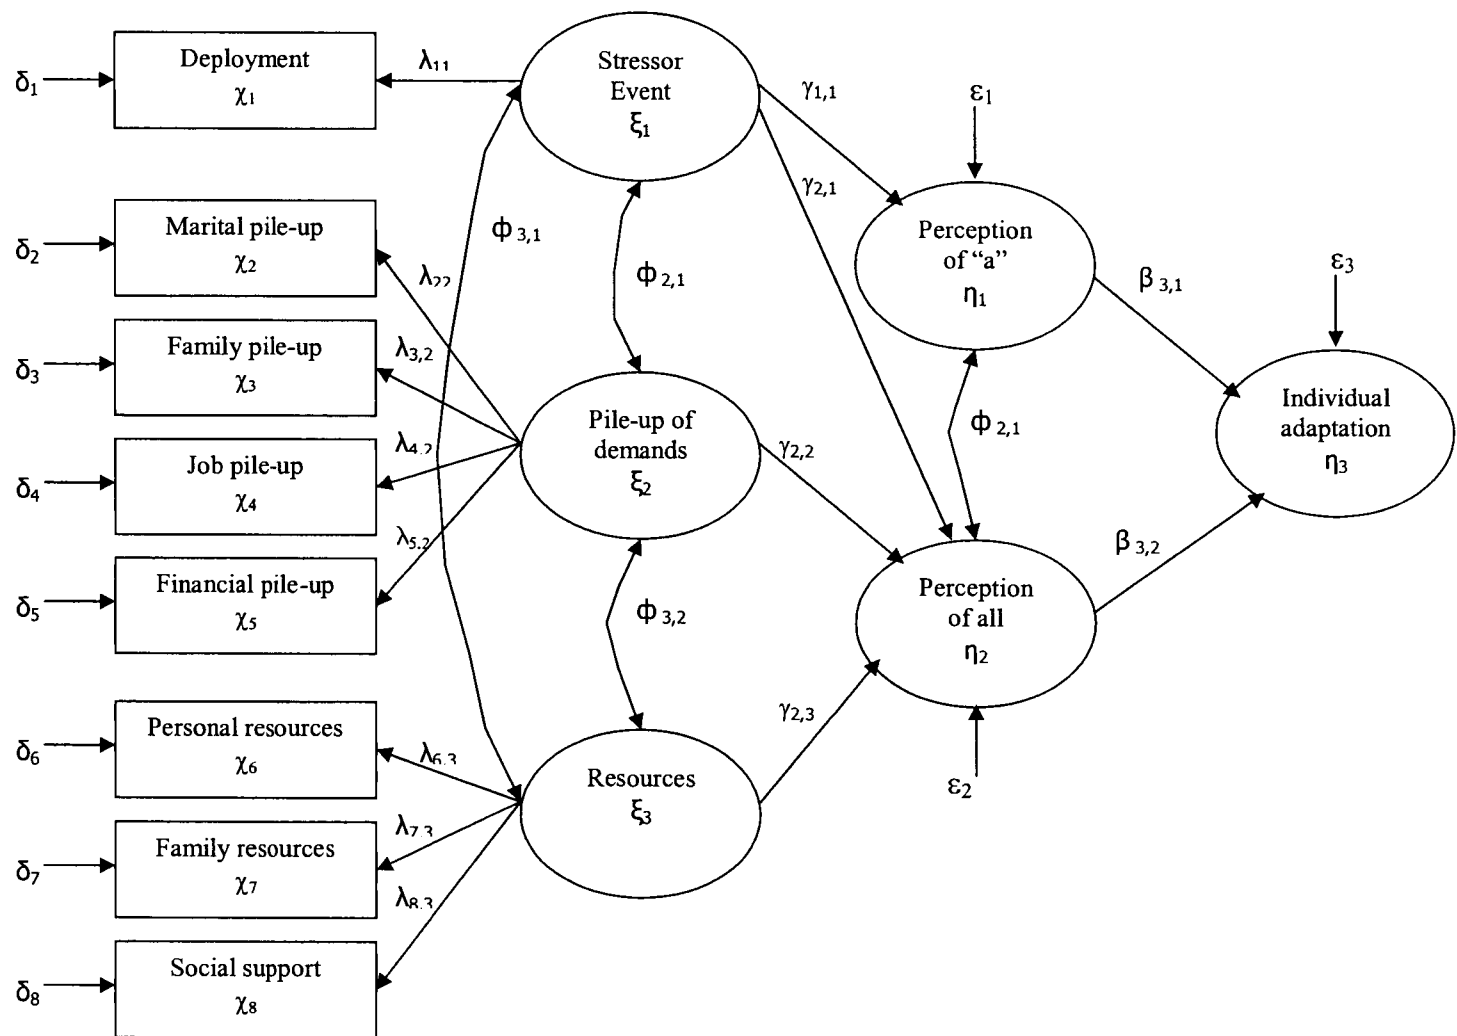 δ1
Deployment
χ1
λ11
Stressor
Event
ξ1
γ1,1
ε1
δ2
Marital pile-up
χ2
λ22
ϕ 3,1
γ2,1
Perception
of “a”
η1
ϕ 2,1
β 3,1
ε3
δ3
Family pile-up
χ3
λ3,2
δ4
Job pile-up
χ4
λ4.2
Pile-up of
demands
ξ2
γ2,2
ϕ 2,1
Individual
adaptation
η3
δ5
Financial pile-up
χ5
λ5.2
ϕ 3,2
Perception
of all
η2
β 3,2
ε2
δ6
Personal resources
χ6
λ6.3
Resources
ξ3
γ2,3
δ7
Family resources
χ7
λ7.3
δ8
Social support
χ8
λ8.3